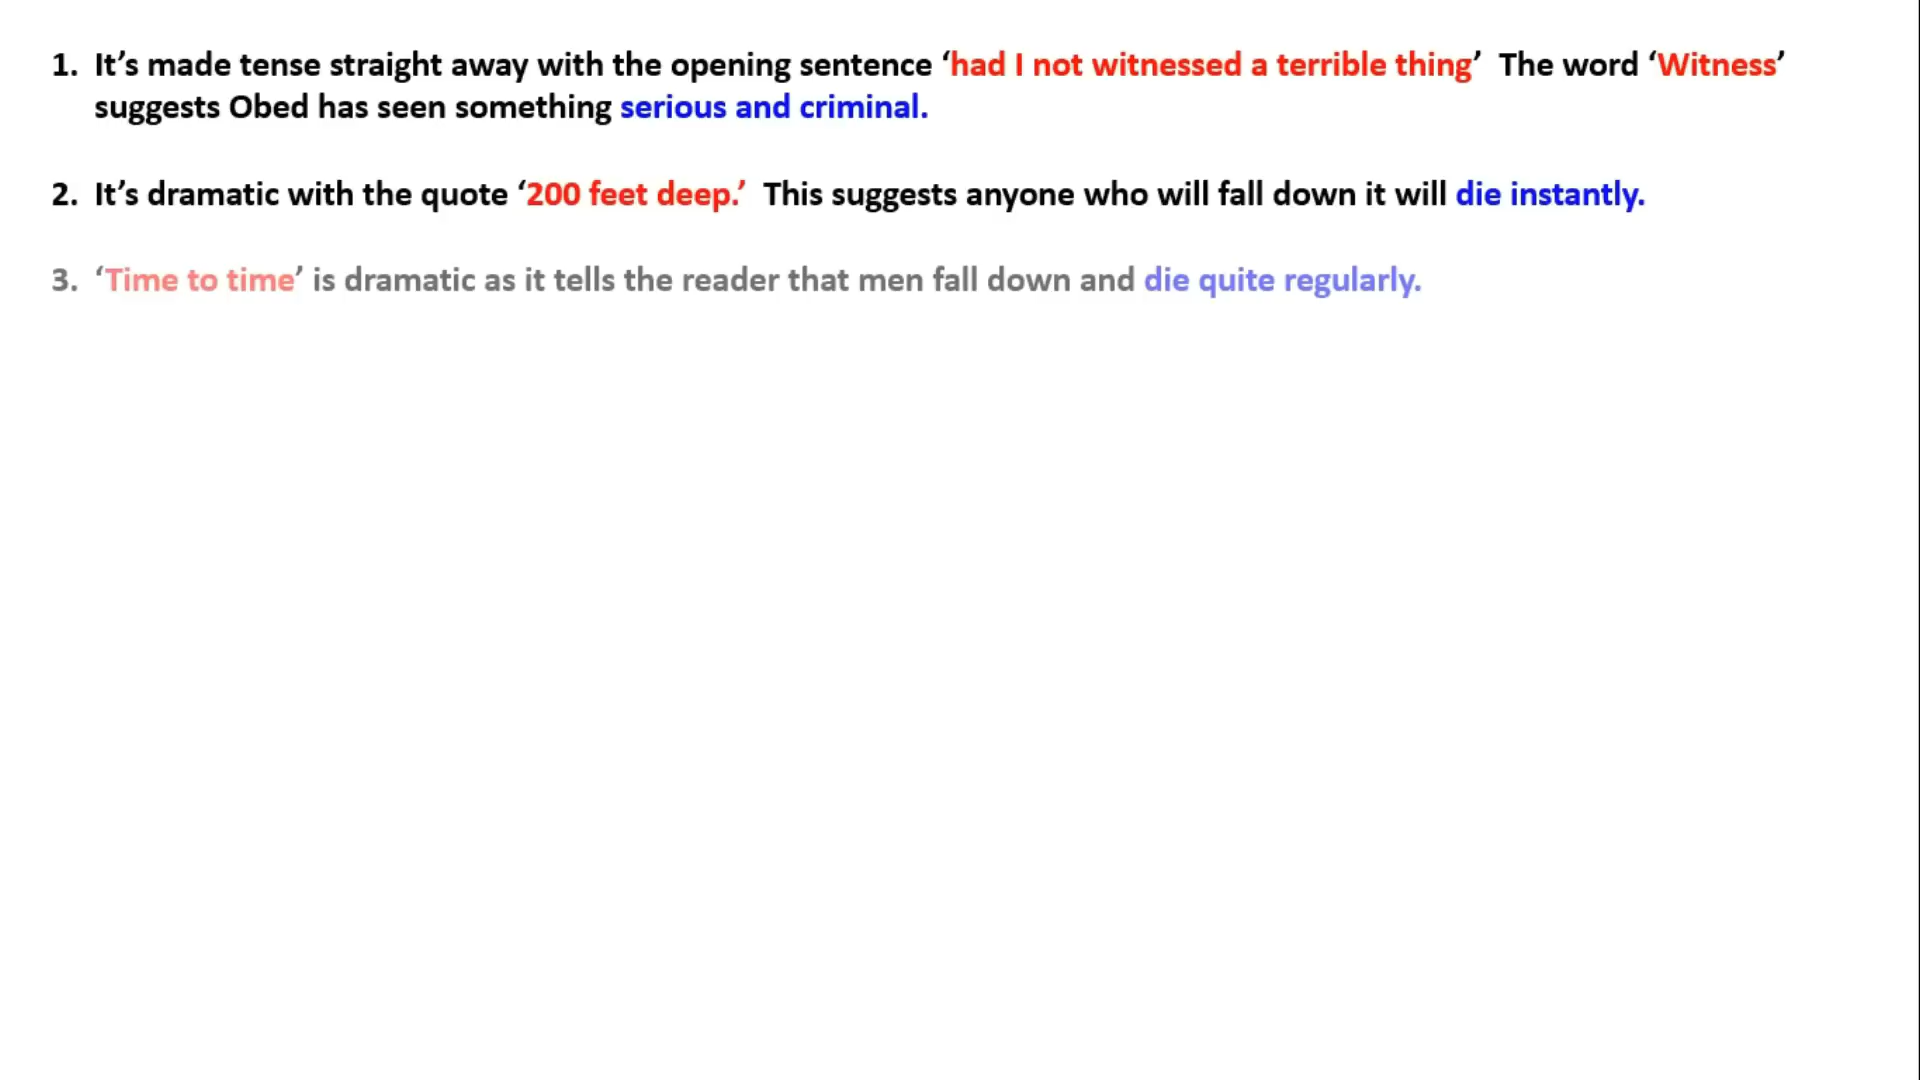 1. It’s made tense straight away with the opening sentence ‘had I not witnessed a terrible thing’ The word ‘Witness’
suggests Obed has seen something serious and criminal.
2. It’s dramatic with the quote ‘200 feet deep.’ This suggests anyone who will fall down it will die instantly.
3. ‘Time to time’ is dramatic as it tells the reader that men fall down and die quite regularly.